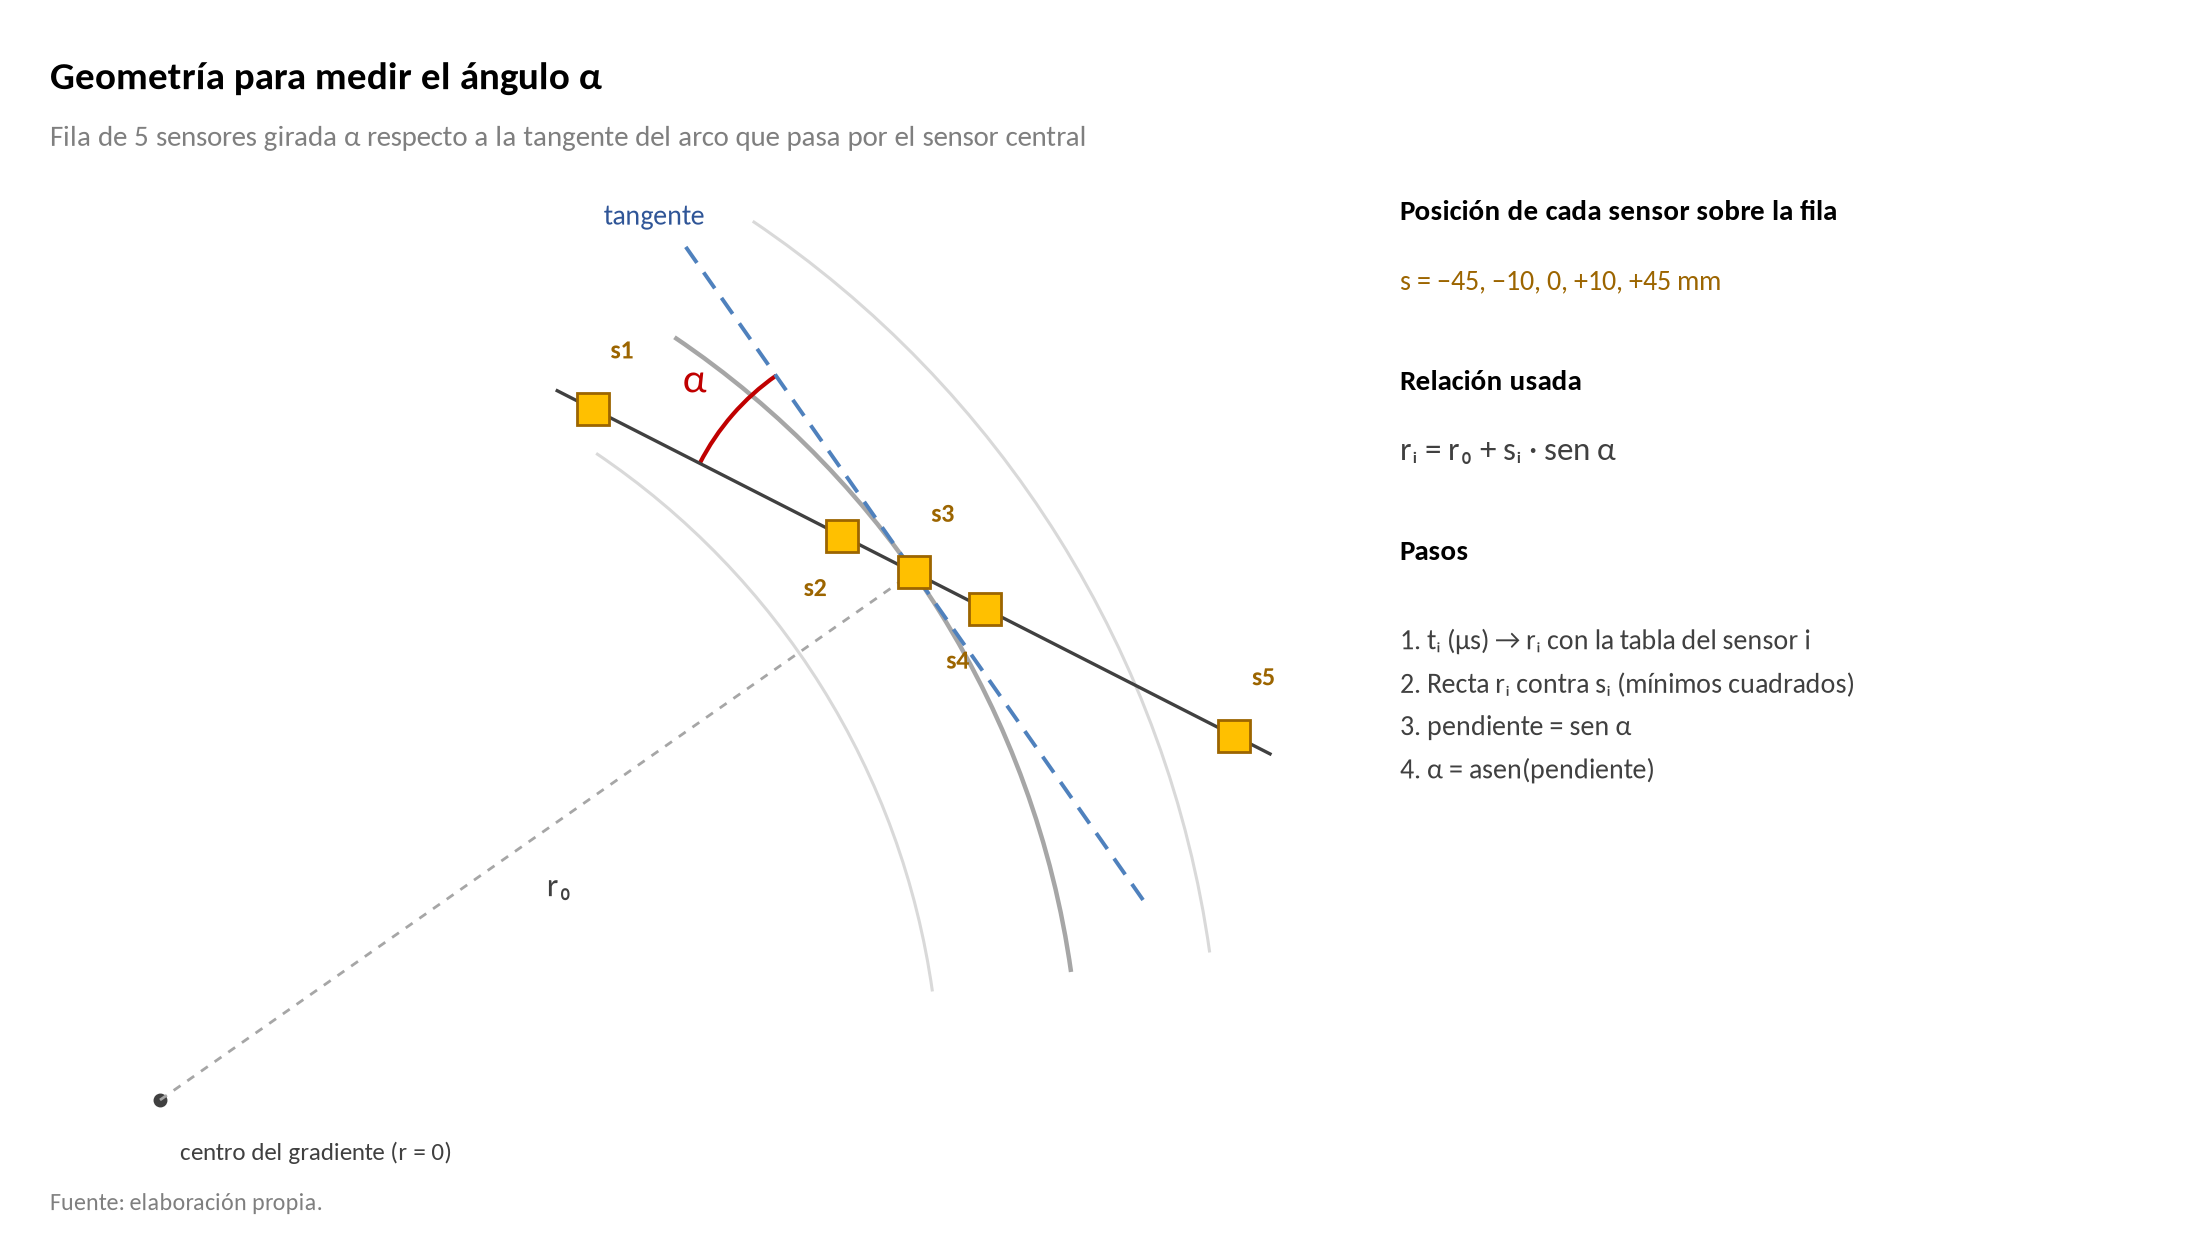 Geometría para medir el ángulo α
Fila de 5 sensores girada α respecto a la tangente del arco que pasa por el sensor central
tangente
s1
α
s3
s2
s4
s5
r₀
centro del gradiente (r = 0)
Posición de cada sensor sobre la fila
s = −45, −10, 0, +10, +45 mm
Relación usada
rᵢ = r₀ + sᵢ · sen α
Pasos
1. tᵢ (µs) → rᵢ con la tabla del sensor i
2. Recta rᵢ contra sᵢ (mínimos cuadrados)
3. pendiente = sen α
4. α = asen(pendiente)
Fuente: elaboración propia.